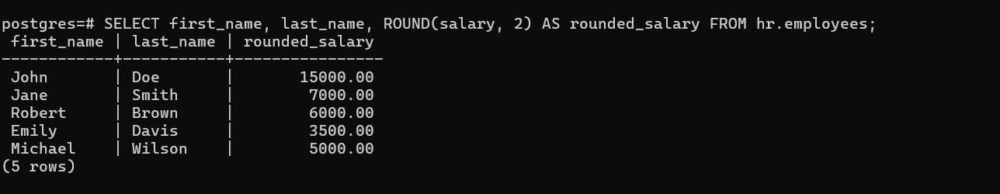 postgres=# SELECT first_name, last_name, ROUND(salary, 2) AS rounded_salary FROM hr.employees;
 first_name | last_name | rounded_salary
------------+-----------+----------------
 John       | Doe       |       15000.00
 Jane       | Smith     |        7000.00
 Robert     | Brown     |        6000.00
 Emily      | Davis     |        3500.00
 Michael    | Wilson    |        5000.00
(5 rows)